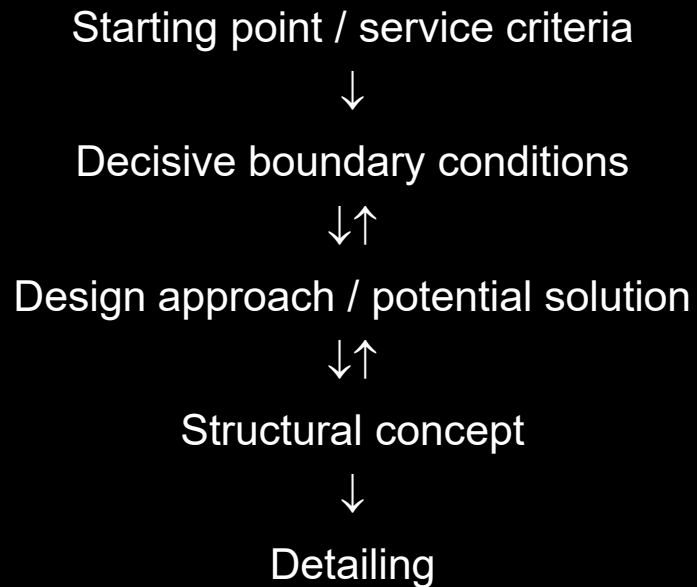 Starting point / service criteria
↓
Decisive boundary conditions
↓↑
Design approach / potential solution
↓↑
Structural concept
↓
Detailing